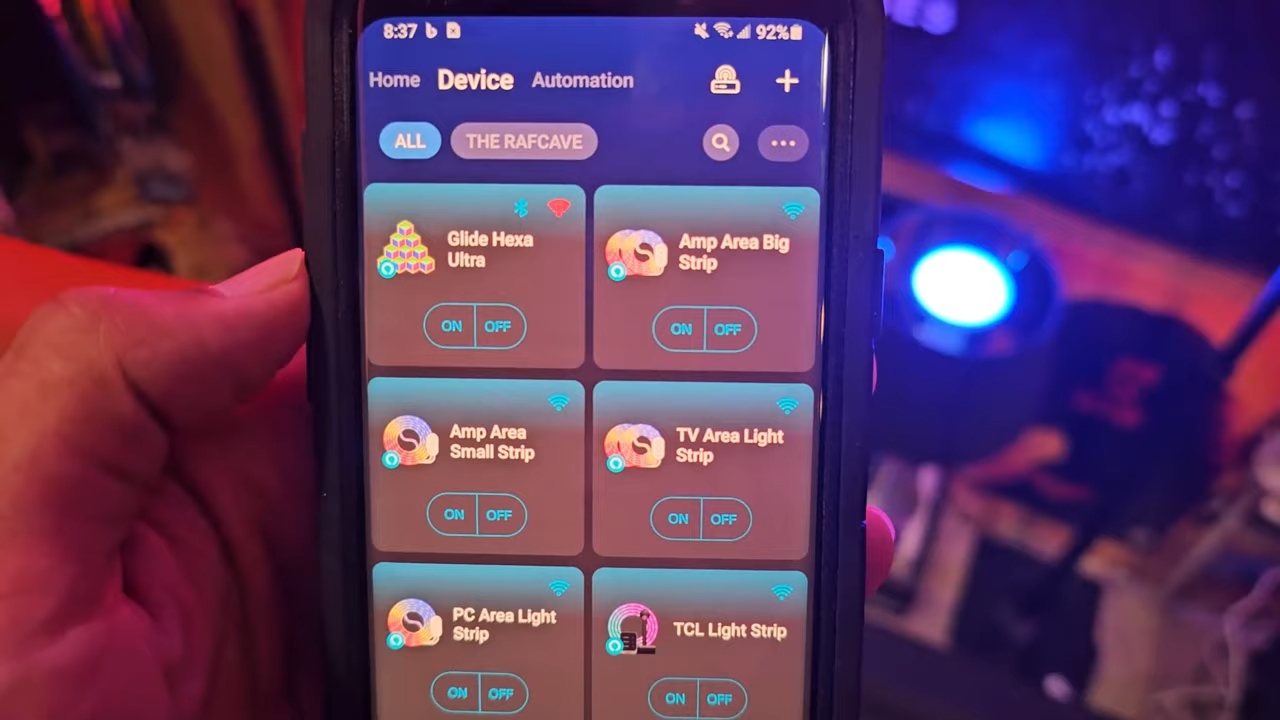 8:37
92%
Home Device Automation
ALL THE RAFCAVE
Glide Hexa
Ultra
ON OFF
Amp Area Big
Strip
ON OFF
Amp Area
Small Strip
ON OFF
TV Area Light
Strip
ON OFF
PC Area Light
Strip
ON OFF
TCL Light Strip
ON OFF